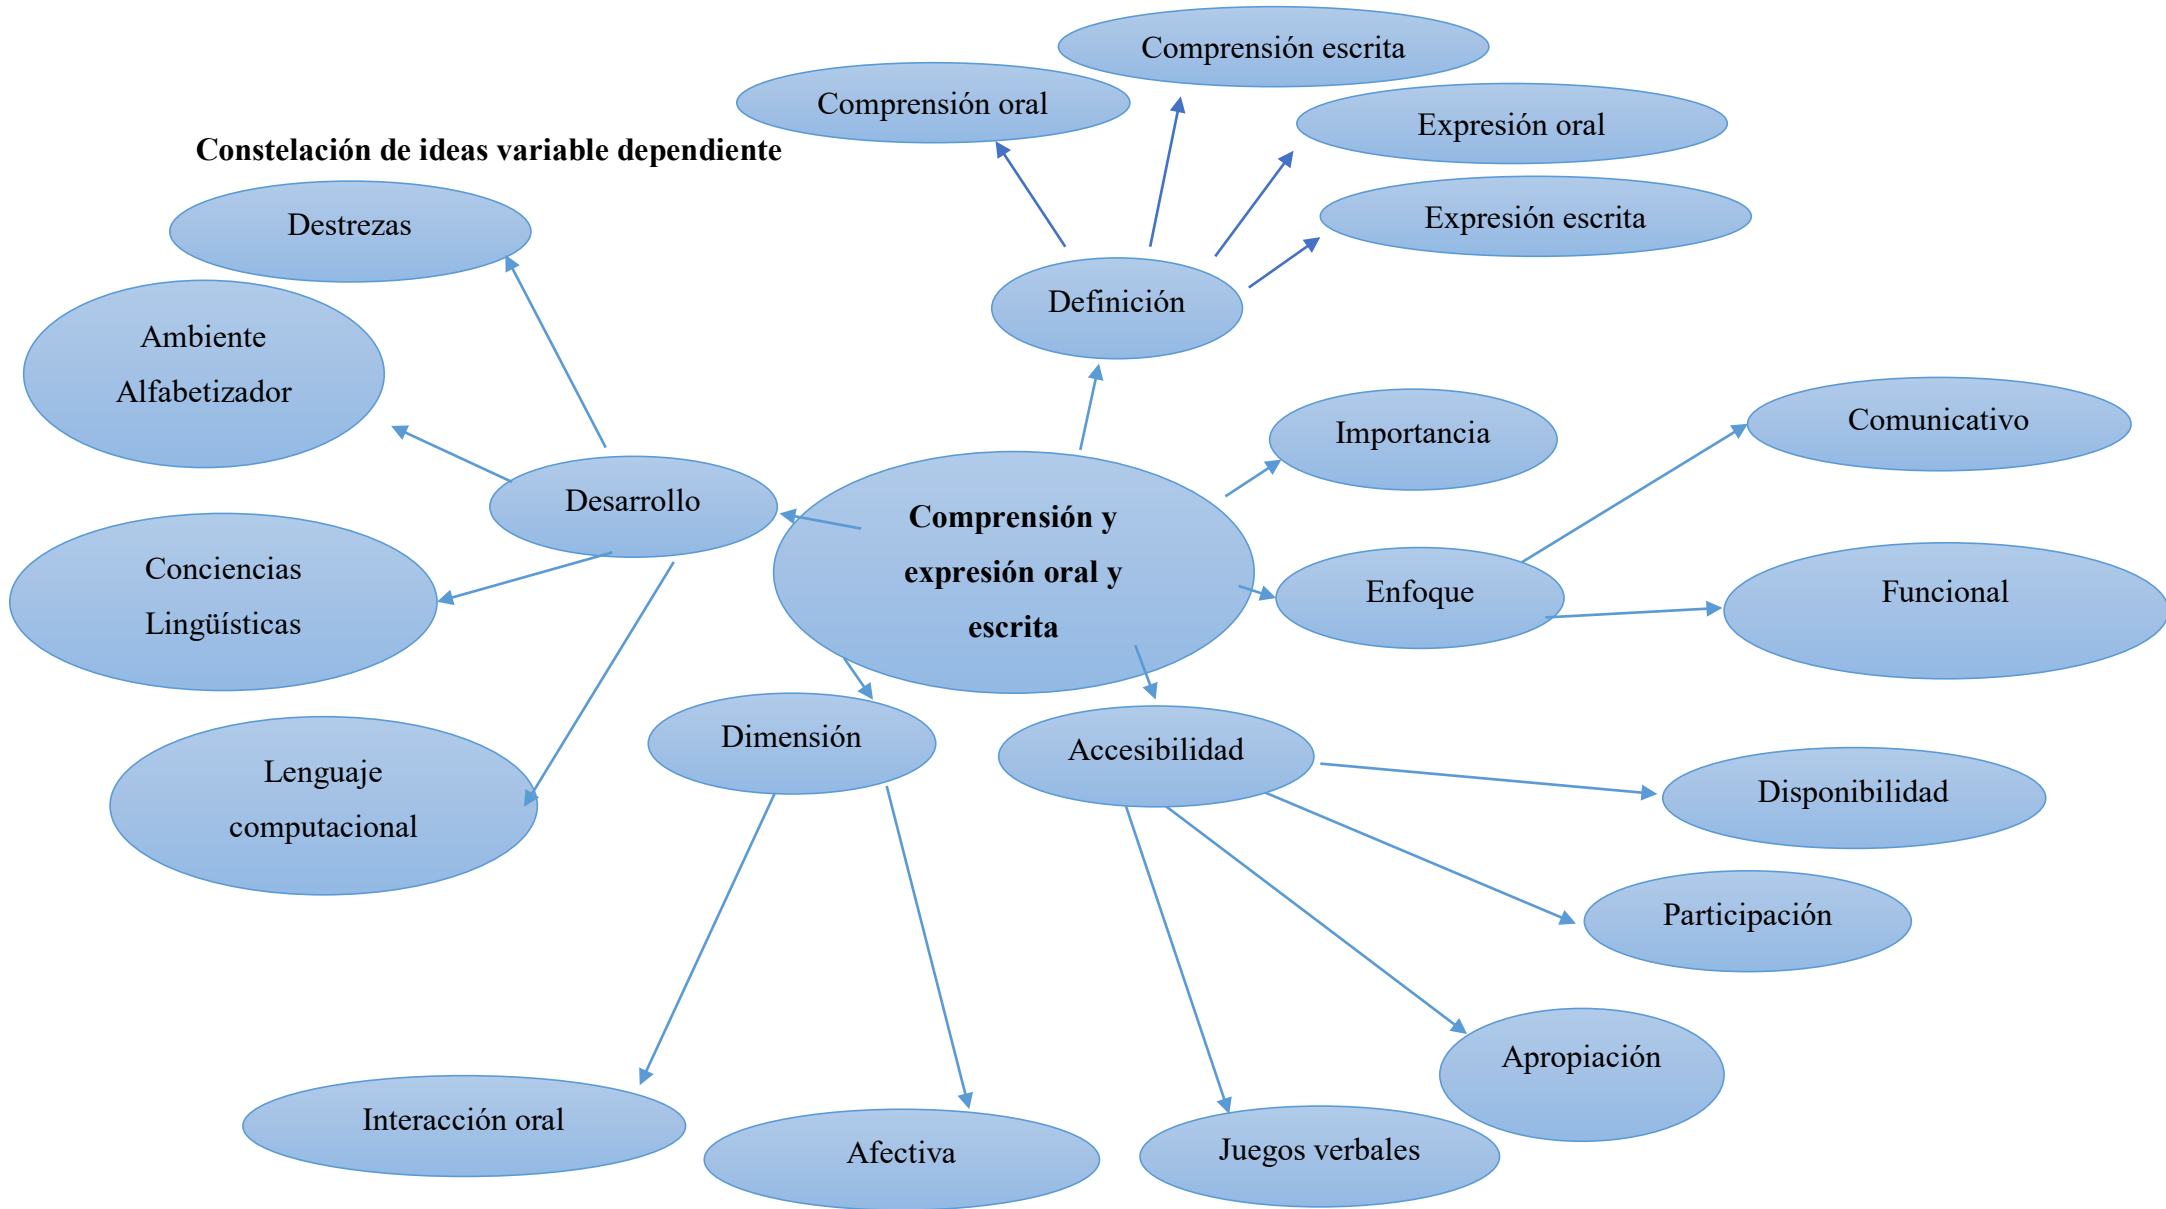 Comprensión escrita
Comprensión oral
Expresión oral
Constelación de ideas variable dependiente
Destrezas
Expresión escrita
Definición
Ambiente
Alfabetizador
Importancia
Comunicativo
Desarrollo
Comprensión y
expresión oral y
escrita
Conciencias
Lingüísticas
Enfoque
Funcional
Dimensión
Accesibilidad
Lenguaje
computacional
Disponibilidad
Participación
Apropiación
Interacción oral
Afectiva
Juegos verbales